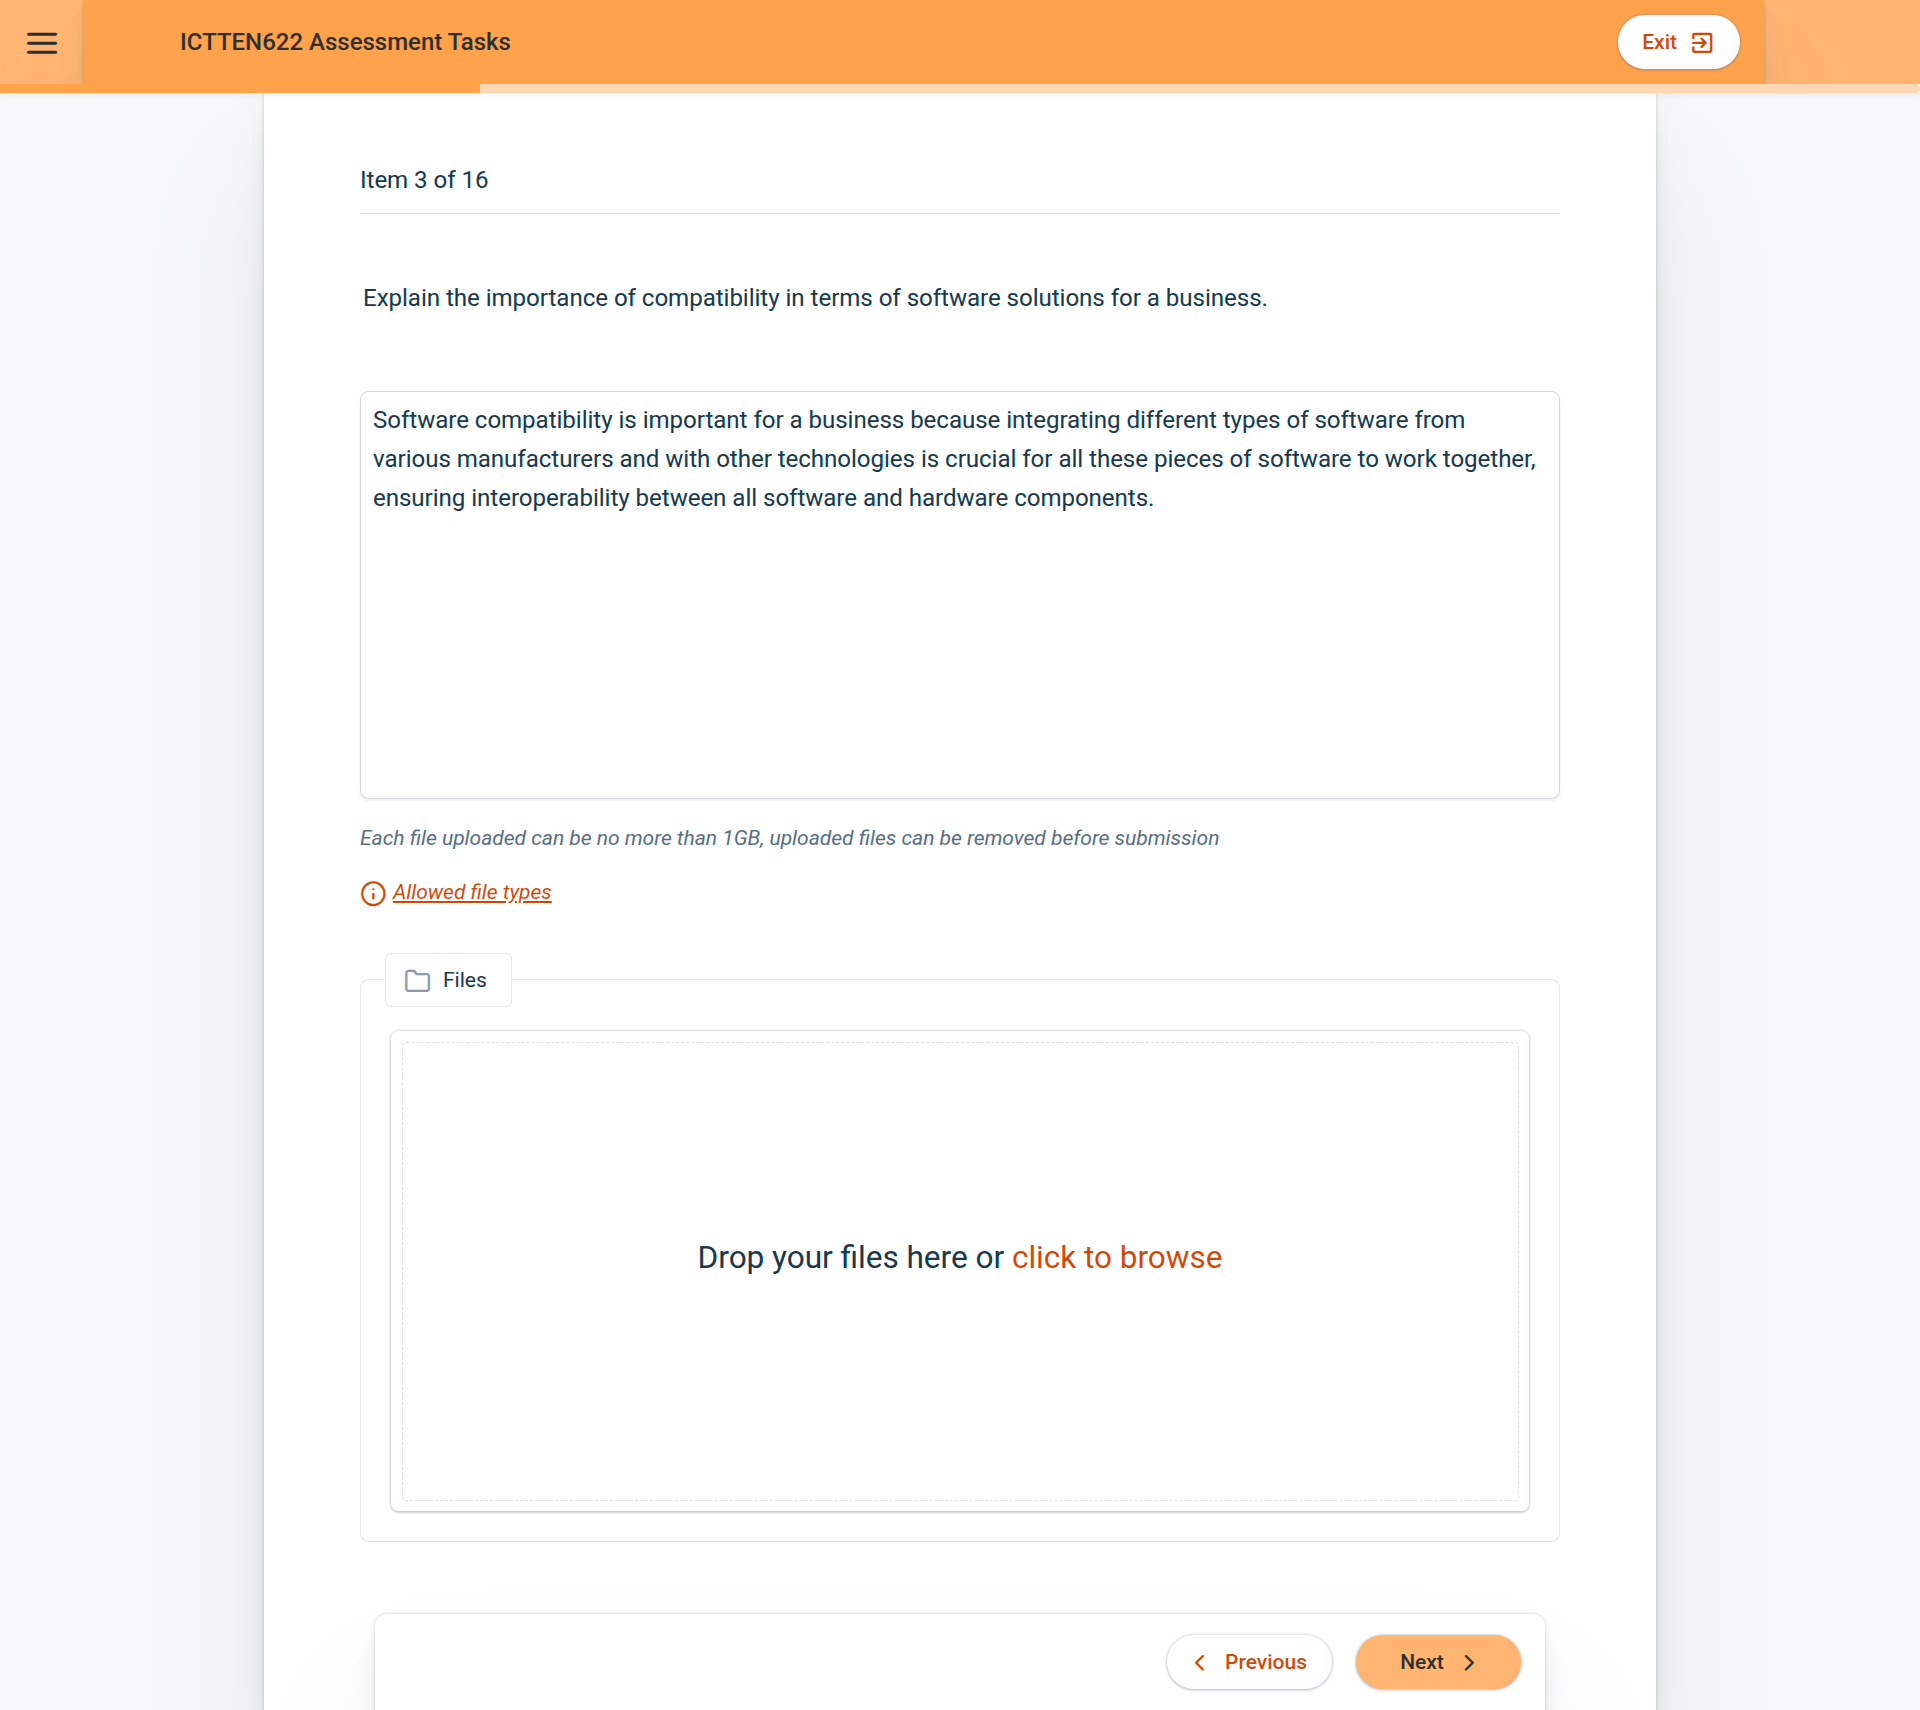 ICTTEN622 Assessment Tasks
Exit
Item 3 of 16
Explain the importance of compatibility in terms of software solutions for a business.
Software compatibility is important for a business because integrating different types of software from
various manufacturers and with other technologies is crucial for all these pieces of software to work together,
ensuring interoperability between all software and hardware components.
Each file uploaded can be no more than 1GB, uploaded files can be removed before submission
Allowed file types
Files
Drop your files here or click to browse
Previous
Next